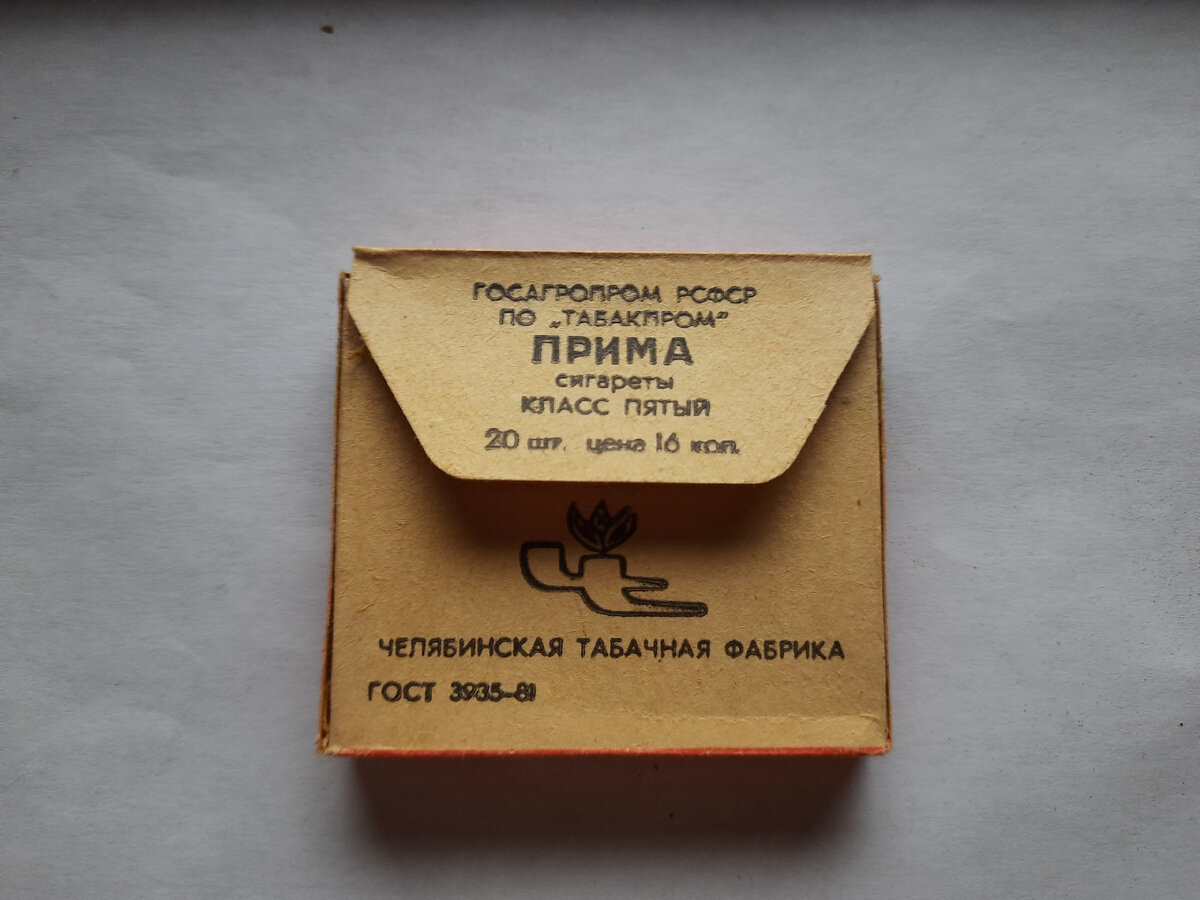 ГОСАГРОПРОМ РСФСР
ПО „ТАБАКПРОМ"
ПРИМА
сигареты
КЛАСС ПЯТЫЙ
20 шт. цена 16 коп.
ЧЕЛЯБИНСКАЯ ТАБАЧНАЯ ФАБРИКА
ГОСТ 3935-81